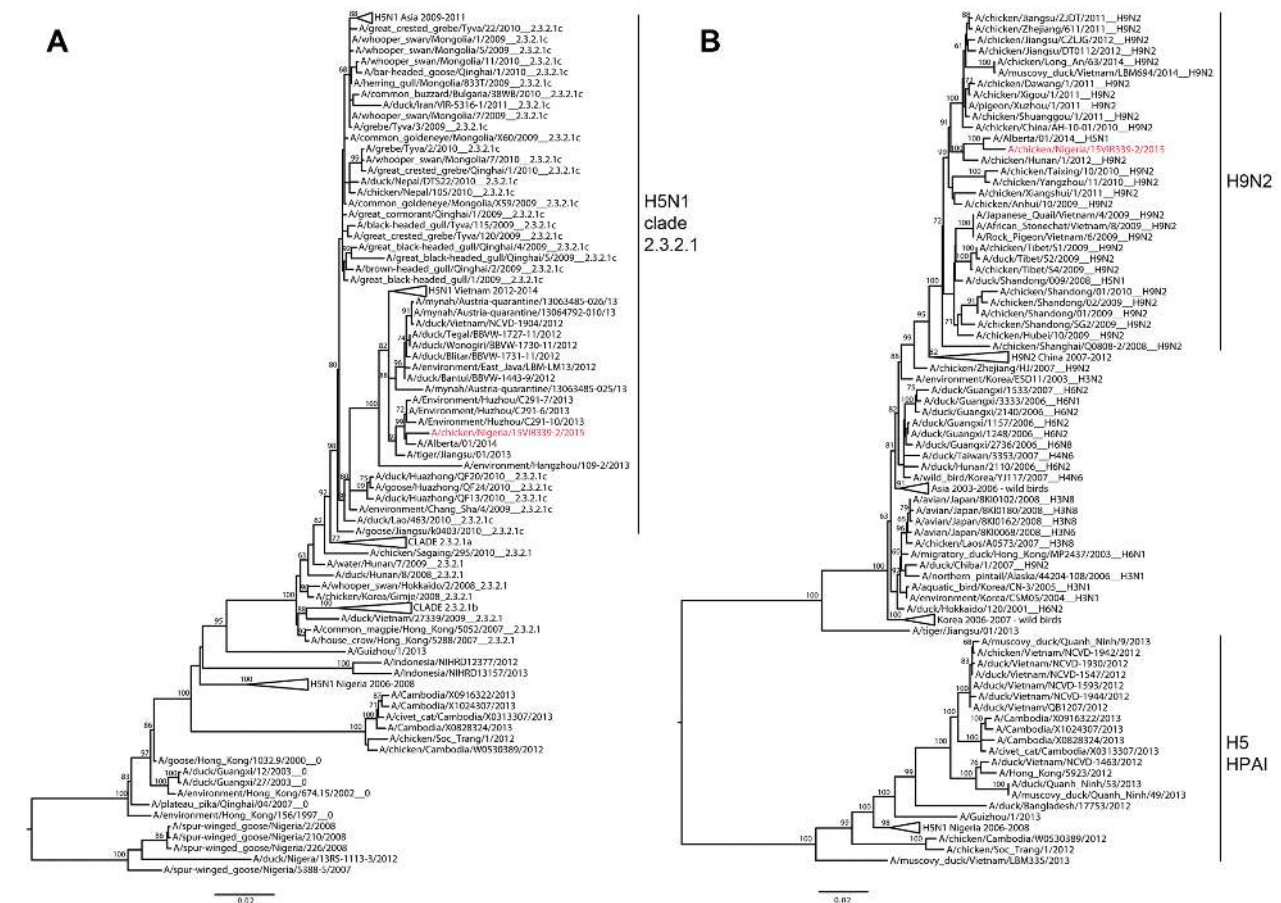 A
H5N1 Asia 2009-2011
A/great_crested_grebe/Tyva/22/2010__2.3.2.1c
A/whooper_swan/Mongolia/1/2009__2.3.2.1c
A/whooper_swan/Mongolia/5/2009__2.3.2.1c
A/whooper_swan/Mongolia/11/2010__2.3.2.1c
A/bar-headed_goose/Qinghai/1/2010__2.3.2.1c
A/herring_gull/Mongolia/833T/2009__2.3.2.1c
A/common_buzzard/Bulgaria/38WB/2010__2.3.2.1c
A/duck/Iran/VIR-5316-1/2011__2.3.2.1c
A/whooper_swan/Mongolia/7/2009__2.3.2.1c
A/grebe/Tyva/3/2009__2.3.2.1c
A/common_goldeneye/Mongolia/X60/2009__2.3.2.1c
A/grebe/Tyva/2/2010__2.3.2.1c
A/whooper_swan/Mongolia/7/2010__2.3.2.1c
A/great_crested_grebe/Qinghai/1/2010__2.3.2.1c
A/duck/Nepal/DTS22/2010__2.3.2.1c
A/chicken/Nepal/105/2010__2.3.2.1c
A/common_goldeneye/Mongolia/X59/2009__2.3.2.1c
A/great_cormorant/Qinghai/1/2009__2.3.2.1c
A/black-headed_gull/Tyva/115/2009__2.3.2.1c
A/great_crested_grebe/Tyva/120/2009__2.3.2.1c
A/great_black-headed_gull/Qinghai/4/2009__2.3.2.1c
A/great_black-headed_gull/Qinghai/5/2009__2.3.2.1c
A/brown-headed_gull/Qinghai/2/2009__2.3.2.1c
A/great_black-headed_gull/1/2009__2.3.2.1c
H5N1 Vietnam 2012-2014
A/mynah/Austria-quarantine/13063485-026/13
A/mynah/Austria-quarantine/13064792-010/13
A/duck/Vietnam/NCVD-1904/2012
A/duck/Tegal/BBVW-1727-11/2012
A/duck/Wonogiri/BBVW-1730-11/2012
A/duck/Blitar/BBVW-1731-11/2012
A/environment/East_Java/LBM-LM13/2012
A/duck/Bantul/BBVW-1443-9/2012
A/mynah/Austria-quarantine/13063485-025/13
A/Environment/Huzhou/C291-7/2013
A/Environment/Huzhou/C291-6/2013
A/Environment/Huzhou/C291-10/2013
A/chicken/Nigeria/15VIR339-2/2015
A/Alberta/01/2014
A/tiger/Jiangsu/01/2013
A/environment/Hangzhou/109-2/2013
A/duck/Huazhong/QF20/2010__2.3.2.1c
A/goose/Huazhong/QF24/2010__2.3.2.1c
A/duck/Huazhong/QF13/2010__2.3.2.1c
A/environment/Chang_Sha/4/2009__2.3.2.1c
A/duck/Lao/463/2010__2.3.2.1c
A/goose/Jiangsu/k0403/2010__2.3.2.1c
CLADE 2.3.2.1a
A/chicken/Sagaing/295/2010__2.3.2.1
A/water/Hunan/7/2009__2.3.2.1
A/duck/Hunan/8/2008_2.3.2.1
A/whooper_swan/Hokkaido/2/2008_2.3.2.1
A/chicken/Korea/Gimje/2008_2.3.2.1
CLADE 2.3.2.1b
A/duck/Vietnam/27339/2009__2.3.2.1
A/common_magpie/Hong_Kong/5052/2007__2.3.2.1
A/house_crow/Hong_Kong/5288/2007__2.3.2.1
A/Guizhou/1/2013
A/Indonesia/NIHRD12377/2012
A/Indonesia/NIHRD13157/2013
H5N1 Nigeria 2006-2008
A/Cambodia/X0916322/2013
A/Cambodia/X1024307/2013
A/civet_cat/Cambodia/X0313307/2013
A/Cambodia/X0828324/2013
A/chicken/Soc_Trang/1/2012
A/chicken/Cambodia/W0530389/2012
A/goose/Hong_Kong/1032.9/2000__0
A/duck/Guangxi/12/2003__0
A/duck/Guangxi/27/2003__0
A/environment/Hong_Kong/674.15/2002__0
A/plateau_pika/Qinghai/04/2007__0
A/environment/Hong_Kong/156/1997__0
A/spur-winged_goose/Nigeria/2/2008
A/spur-winged_goose/Nigeria/210/2008
A/spur-winged_goose/Nigeria/226/2008
A/duck/Nigera/13RS-1113-3/2012
A/spur-winged_goose/Nigeria/5388-5/2007
0.02
H5N1
clade
2.3.2.1
B
A/chicken/Jiangsu/ZJDT/2011__H9N2
A/chicken/Zhejiang/611/2011__H9N2
A/chicken/Jiangsu/CZLJG/2012__H9N2
A/chicken/Jiangsu/DT0112/2012__H9N2
A/chicken/Long_An/63/2014__H9N2
A/muscovy_duck/Vietnam/LBM694/2014__H9N2
A/chicken/Dawang/1/2011__H9N2
A/chicken/Xigou/1/2011__H9N2
A/pigeon/Xuzhou/1/2011__H9N2
A/chicken/Shuanggou/1/2011__H9N2
A/chicken/China/AH-10-01/2010__H9N2
A/Alberta/01/2014__H5N1
A/chicken/Nigeria/15VIR339-2/2015
A/chicken/Hunan/1/2012__H9N2
A/chicken/Taixing/10/2010__H9N2
A/chicken/Yangzhou/11/2010__H9N2
A/chicken/Xiangshui/1/2011__H9N2
A/chicken/Anhui/10/2009__H9N2
A/Japanese_Quail/Vietnam/4/2009__H9N2
A/African_Stonechat/Vietnam/8/2009__H9N2
A/Rock_Pigeon/Vietnam/6/2009__H9N2
A/chicken/Tibet/S1/2009__H9N2
A/duck/Tibet/S2/2009__H9N2
A/chicken/Tibet/S4/2009__H9N2
A/duck/Shandong/009/2008__H5N1
A/chicken/Shandong/01/2010__H9N2
A/chicken/Shandong/02/2009__H9N2
A/chicken/Shandong/01/2009__H9N2
A/chicken/Shandong/SG2/2009__H9N2
A/chicken/Hubei/10/2009__H9N2
A/chicken/Shanghai/Q0808-2/2008__H9N2
H9N2 China 2007-2012
A/chicken/Zhejiang/HJ/2007__H9N2
A/environment/Korea/ESD11/2003__H3N2
A/duck/Guangxi/1533/2007__H6N2
A/duck/Guangxi/3333/2006__H6N1
A/duck/Guangxi/2140/2006__H6N2
A/duck/Guangxi/1157/2006__H6N2
A/duck/Guangxi/1248/2006__H6N2
A/duck/Guangxi/2736/2006__H6N8
A/duck/Taiwan/3353/2007__H4N6
A/duck/Hunan/2110/2006__H6N2
A/wild_bird/Korea/YJ117/2007__H4N6
Asia 2003-2006 - wild birds
A/avian/Japan/8KI0102/2008__H3N8
A/avian/Japan/8KI0180/2008__H3N8
A/avian/Japan/8KI0162/2008__H3N8
A/avian/Japan/8KI0068/2008__H3N6
A/chicken/Laos/A0573/2007__H3N8
A/migratory_duck/Hong_Kong/MP2437/2003__H6N1
A/duck/Chiba/1/2007__H9N2
A/northern_pintail/Alaska/44204-108/2006__H3N1
A/aquatic_bird/Korea/CN-3/2005__H3N1
A/environment/Korea/CSM05/2004__H3N1
A/duck/Hokkaido/120/2001__H6N2
Korea 2006-2007 - wild birds
A/tiger/Jiangsu/01/2013
A/muscovy_duck/Quanh_Ninh/9/2013
A/chicken/Vietnam/NCVD-1942/2012
A/duck/Vietnam/NCVD-1930/2012
A/duck/Vietnam/NCVD-1547/2012
A/duck/Vietnam/NCVD-1593/2012
A/duck/Vietnam/NCVD-1944/2012
A/duck/Vietnam/QB1207/2012
A/Cambodia/X0916322/2013
A/Cambodia/X1024307/2013
A/Cambodia/X0828324/2013
A/civet_cat/Cambodia/X0313307/2013
A/duck/Vietnam/NCVD-1463/2012
A/Hong_Kong/5923/2012
A/duck/Quanh_Ninh/53/2013
A/muscovy_duck/Quanh_Ninh/49/2013
A/duck/Bangladesh/17753/2012
A/Guizhou/1/2013
H5N1 Nigeria 2006-2008
A/chicken/Cambodia/W0530389/2012
A/chicken/Soc_Trang/1/2012
A/muscovy_duck/Vietnam/LBM335/2013
0.02
H9N2
H5
HPAI